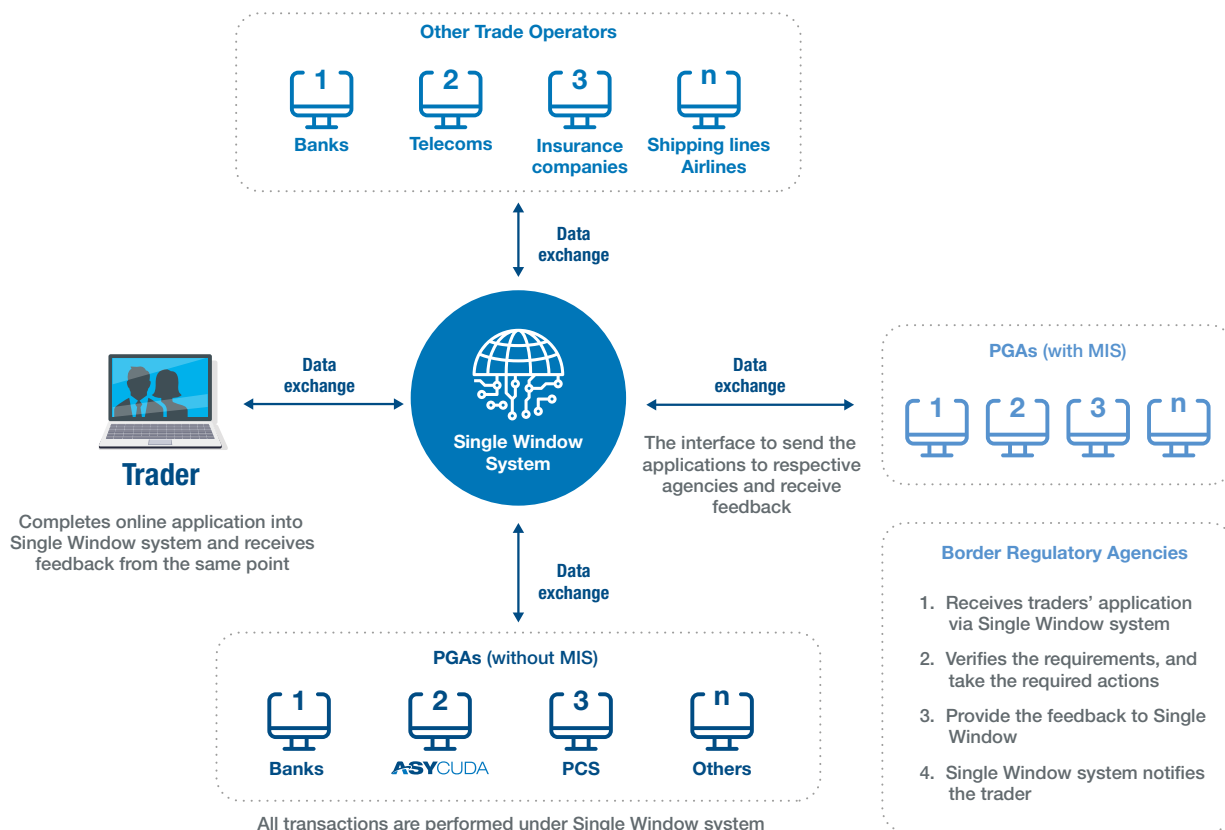 Other Trade Operators
1
2
3
n
Banks
Telecoms
Insurance
companies
Shipping lines
Airlines
Data
exchange
Data
exchange
Single Window
System
Data
exchange
The interface to send the
applications to respective
agencies and receive
feedback
Trader
Completes online application into
Single Window system and receives
feedback from the same point
PGAs (with MIS)
1
2
3
n
Data
exchange
PGAs (without MIS)
1
2
3
n
Banks
ASYCUDA
PCS
Others
All transactions are performed under Single Window system
Border Regulatory Agencies
1. Receives traders’ application
via Single Window system
2. Verifies the requirements, and
take the required actions
3. Provide the feedback to Single
Window
4. Single Window system notifies
the trader